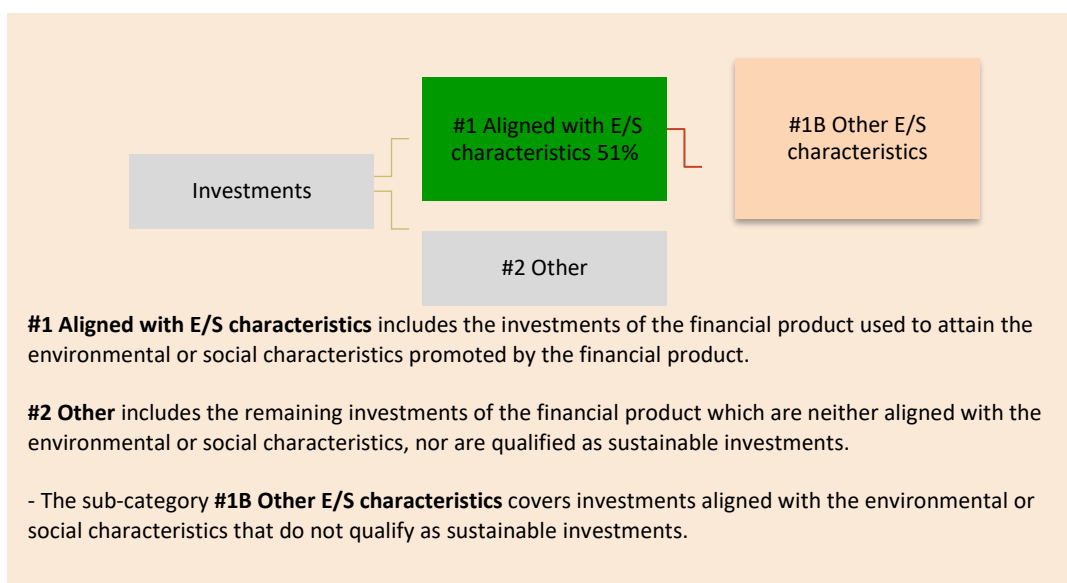 #1 Aligned with E/S
characteristics 51%
#1B Other E/S
characteristics
Investments
#2 Other
#1 Aligned with E/S characteristics includes the investments of the financial product used to attain the
environmental or social characteristics promoted by the financial product.
#2 Other includes the remaining investments of the financial product which are neither aligned with the
environmental or social characteristics, nor are qualified as sustainable investments.
- The sub-category #1B Other E/S characteristics covers investments aligned with the environmental or
social characteristics that do not qualify as sustainable investments.